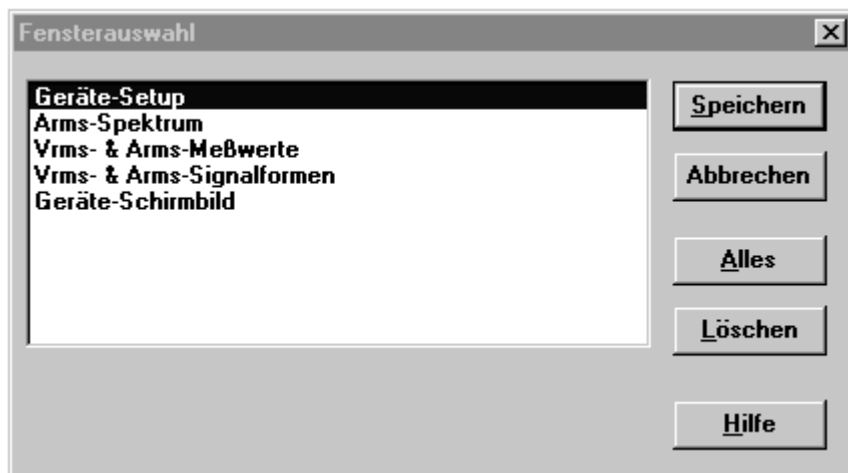 Fensterauswahl
Geräte-Setup
Arms-Spektrum
Vrms- & Arms-Meßwerte
Vrms- & Arms-Signalformen
Geräte-Schirmbild
Speichern
Abbrechen
Alles
Löschen
Hilfe